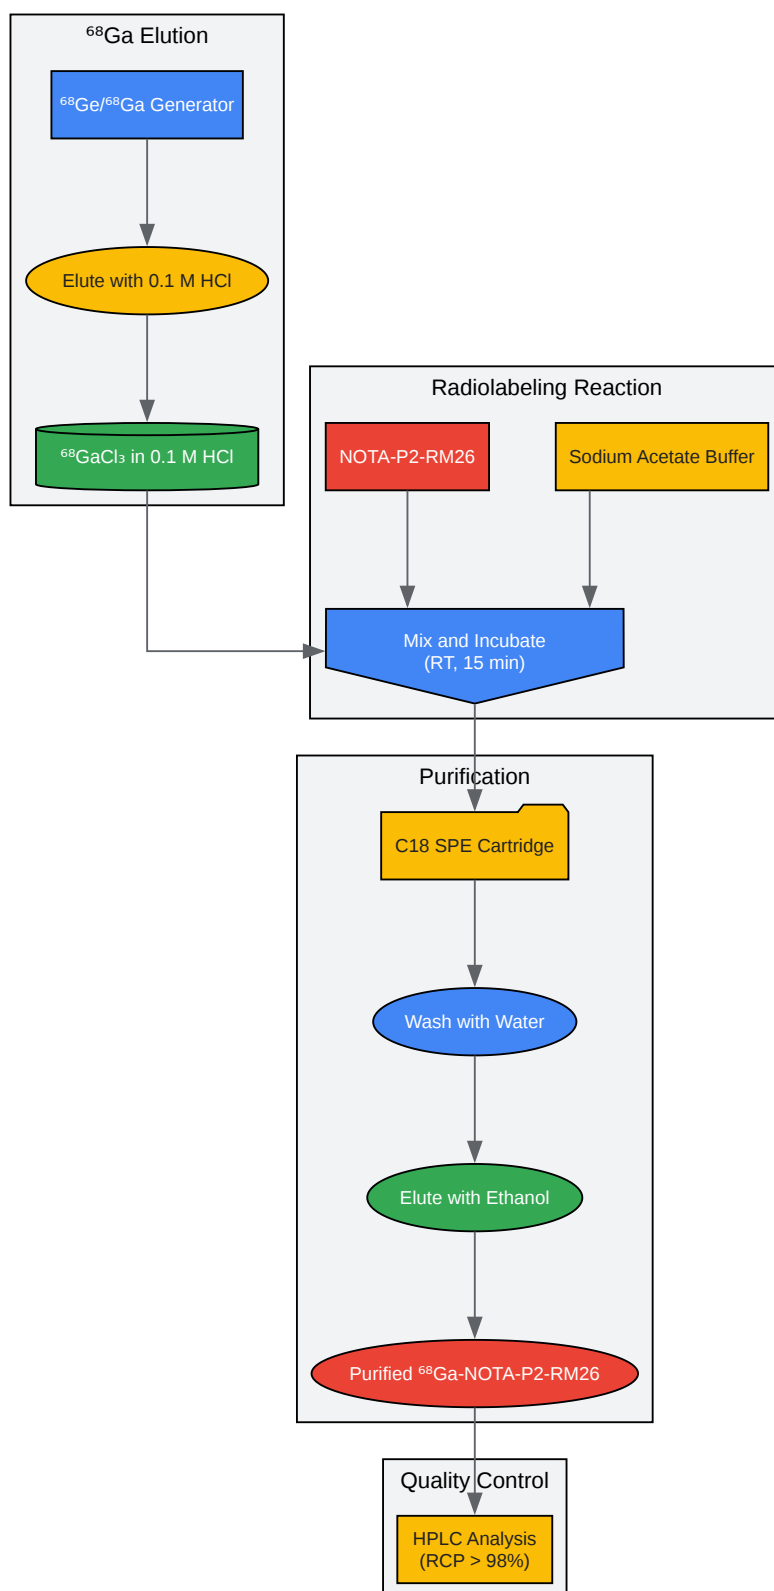 ⁶⁸Ga Elution
⁶⁸Ge/⁶⁸Ga Generator
Elute with 0.1 M HCl
⁶⁸GaCl₃ in 0.1 M HCl
Radiolabeling Reaction
NOTA-P2-RM26
Sodium Acetate Buffer
Mix and Incubate
(RT, 15 min)
Purification
C18 SPE Cartridge
Wash with Water
Elute with Ethanol
Purified ⁶⁸Ga-NOTA-P2-RM26
Quality Control
HPLC Analysis
(RCP > 98%)